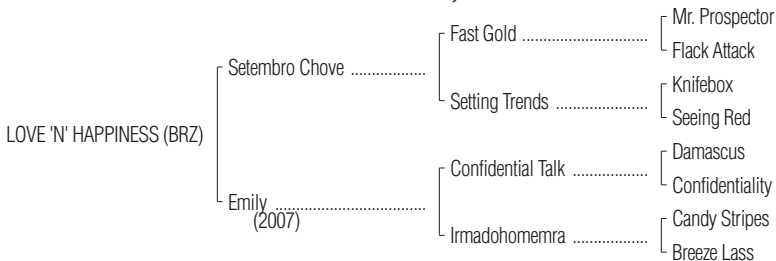 Mr. Prospector
Fast Gold ................................
Flack Attack
Setembro Chove ..................
Knifebox
Setting Trends .......................
Seeing Red
LOVE 'N' HAPPINESS (BRZ)
Damascus
Confidential Talk .....................
Confidentiality
Emily .......................................
(2007)
Candy Stripes
Irmadohomemra ...................
Breeze Lass